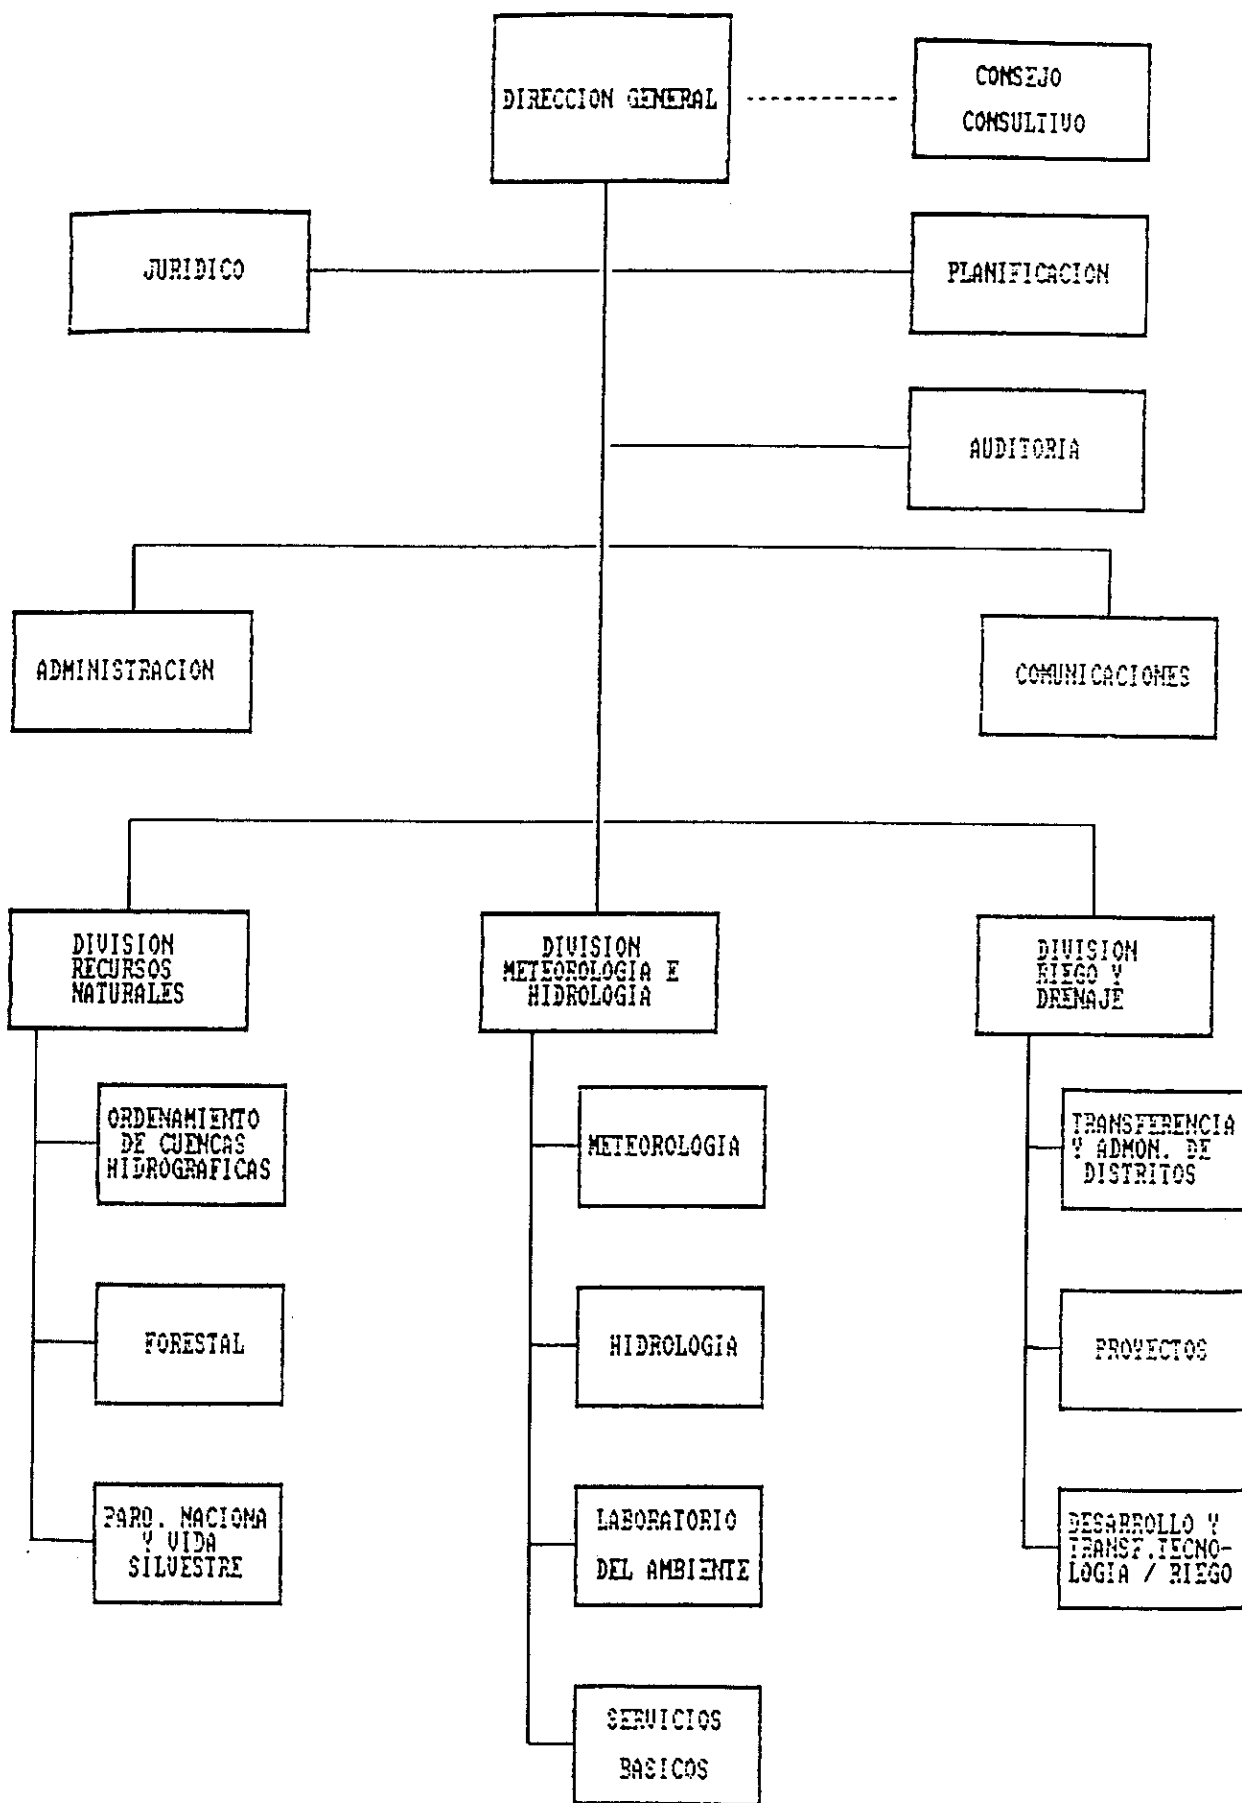 DIRECCION GENERAL
CONSEJO
CONSULTIVO
JURIDICO
PLANIFICACION
AUDITORIA
ADMINISTRACION
COMUNICACIONES
DIVISION
RECURSOS
NATURALES
DIVISION
METEOROLOGIA E
HIDROLOGIA
DIVISION
RIEGO Y
DRENAJE
ORDENAMIENTO
DE CUENCAS
HIDROGRAFICAS
METEOROLOGIA
TRANSFERENCIA
Y ADMON. DE
DISTRITOS
FORESTAL
HIDROLOGIA
PROYECTOS
PARQ. NACIONA
Y VIDA
SILVESTRE
LABORATORIO
DEL AMBIENTE
DESARROLLO Y
TRANSF.TECNO-
LOGIA / RIEGO
SERVICIOS
BASICOS